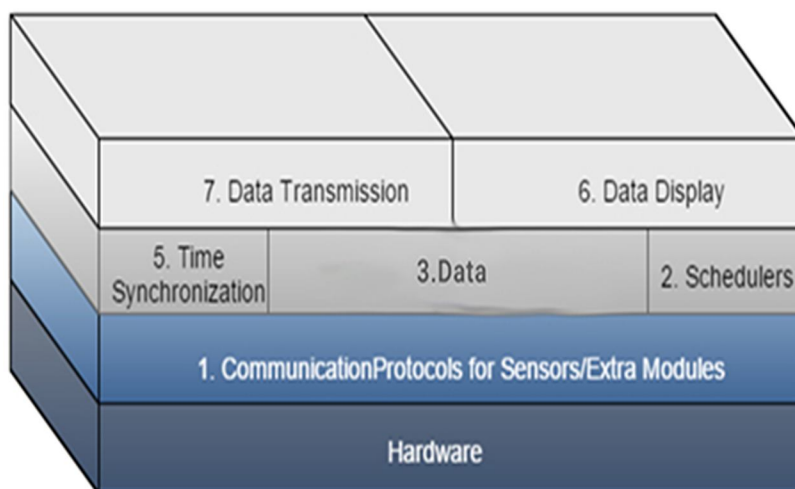 7. Data Transmission
6. Data Display
5. Time
Synchronization
3.Data
2. Schedulers
1. CommunicationProtocols for Sensors/Extra Modules
Hardware